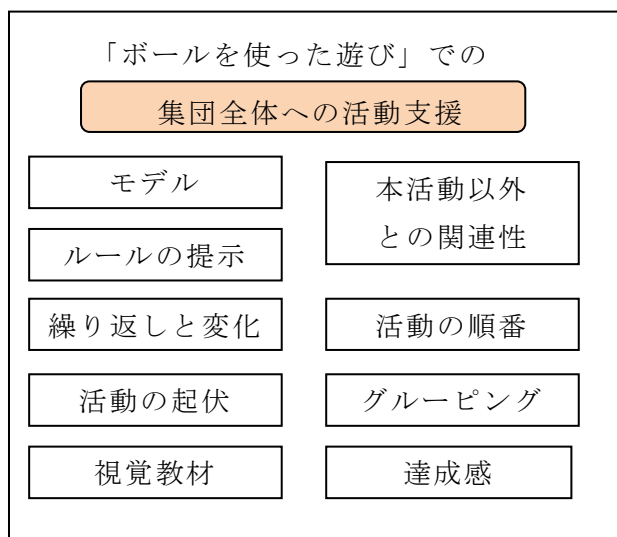 「ボールを使った遊び」での
集団全体への活動支援
モデル
ルールの提示
繰り返しと変化
活動の起伏
視覚教材
本活動以外
との関連性
活動の順番
グルーピング
達成感